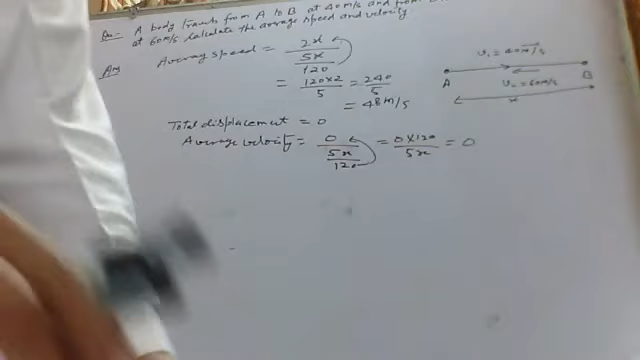 Qn:- A body travels from A to B at 40m/s and from B
at 60m/s calculate the average speed and velocity
Ans Average speed = 2x / 5x/120
= 120×2/5 = 240/5
= 48 m/s
V₁ = 40m/s
A B
V₂ = 60m/s
x
Total displacement = 0
Average velocity = 0 / 5x/120 = 0×120/5x = 0